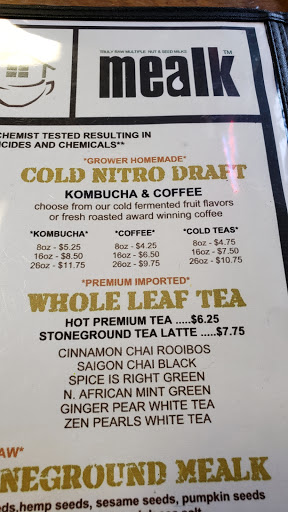 TRULY RAW MULTIPLE NUT & SEED MILKS
mealk™
CHEMIST TESTED RESULTING IN
ICIDES AND CHEMICALS**
*GROWER HOMEMADE*
COLD NITRO DRAFT
KOMBUCHA & COFFEE
choose from our cold fermented fruit flavors
or fresh roasted award winning coffee
*KOMBUCHA* *COFFEE* *COLD TEAS*
8oz - $5.25 8oz - $4.25 8oz - $4.75
16oz - $8.50 16oz - $6.50 16oz - $7.50
26oz - $11.75 26oz - $9.75 26oz - $10.75
*PREMIUM IMPORTED*
WHOLE LEAF TEA
HOT PREMIUM TEA .....$6.25
STONEGROUND TEA LATTE .....$7.75
CINNAMON CHAI ROOIBOS
SAIGON CHAI BLACK
SPICE IS RIGHT GREEN
N. AFRICAN MINT GREEN
GINGER PEAR WHITE TEA
ZEN PEARLS WHITE TEA
AW*
NEGROUND MEALK
eds,hemp seeds, sesame seeds, pumpkin seeds